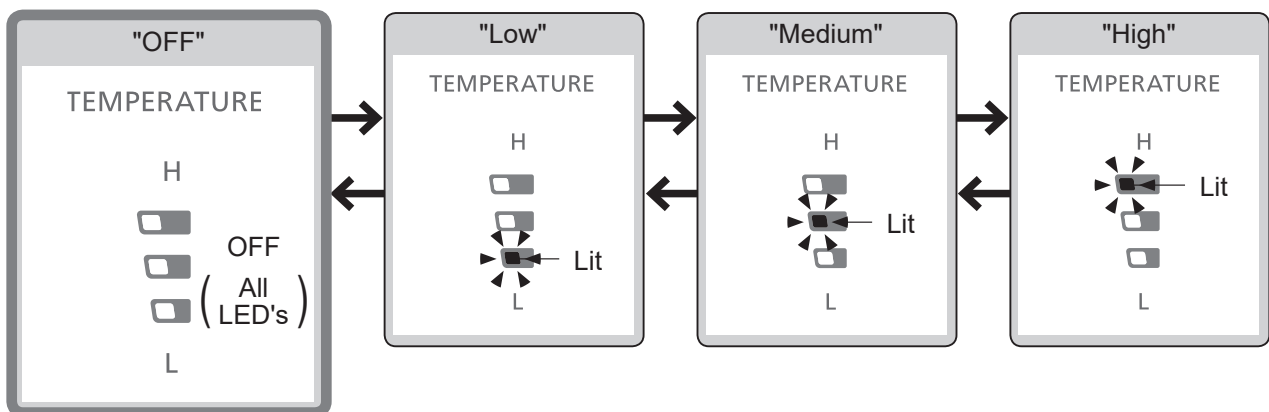 "OFF"
TEMPERATURE
H
OFF
( All
LED's )
L
"Low"
TEMPERATURE
H
Lit
L
"Medium"
TEMPERATURE
H
Lit
L
"High"
TEMPERATURE
H
Lit
L